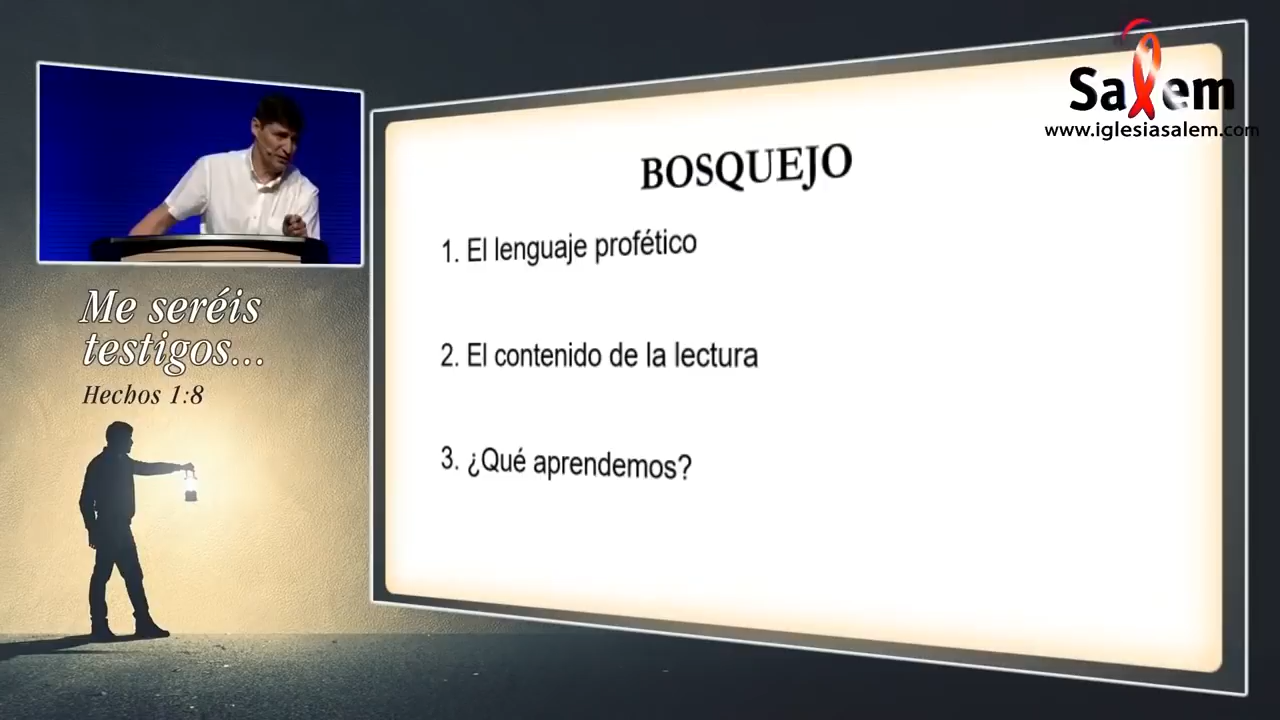 Salem
www.iglesiasalem.com
BOSQUEJO
1. El lenguaje profético
2. El contenido de la lectura
3. ¿Qué aprendemos?
Me seréis
testigos...
Hechos 1:8